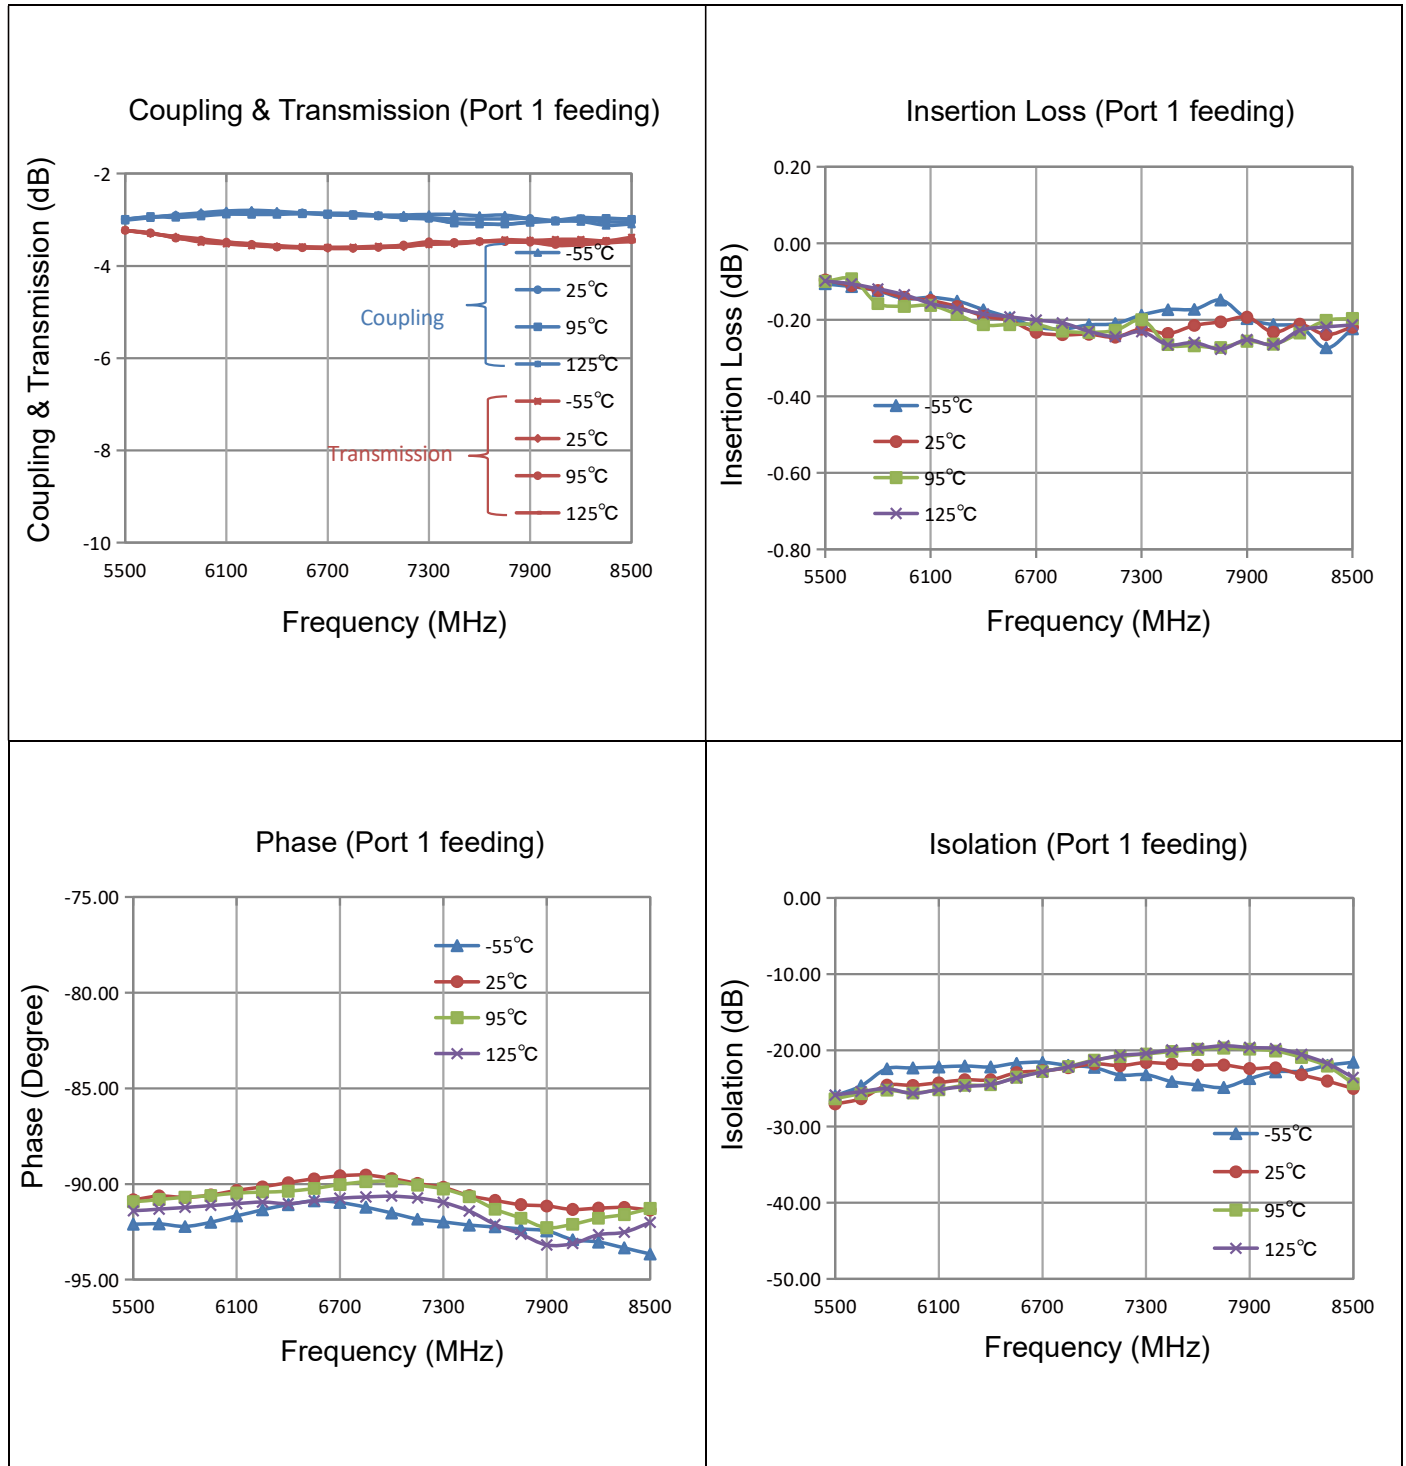 Coupling & Transmission (Port 1 feeding)
Coupling & Transmission (dB)
-2
-4
-6
-8
-10
-55℃
25℃
Coupling
95℃
125℃
-55℃
25℃
Transmission
95℃
125℃
5500 6100 6700 7300 7900 8500
Frequency (MHz)
Insertion Loss (Port 1 feeding)
Insertion Loss (dB)
0.20
0.00
-0.20
-0.40
-0.60
-0.80
-55℃
25℃
95℃
125℃
5500 6100 6700 7300 7900 8500
Frequency (MHz)
Phase (Port 1 feeding)
Phase (Degree)
-75.00
-80.00
-85.00
-90.00
-95.00
-55℃
25℃
95℃
125℃
5500 6100 6700 7300 7900 8500
Frequency (MHz)
Isolation (Port 1 feeding)
Isolation (dB)
0.00
-10.00
-20.00
-30.00
-40.00
-50.00
-55℃
25℃
95℃
125℃
5500 6100 6700 7300 7900 8500
Frequency (MHz)